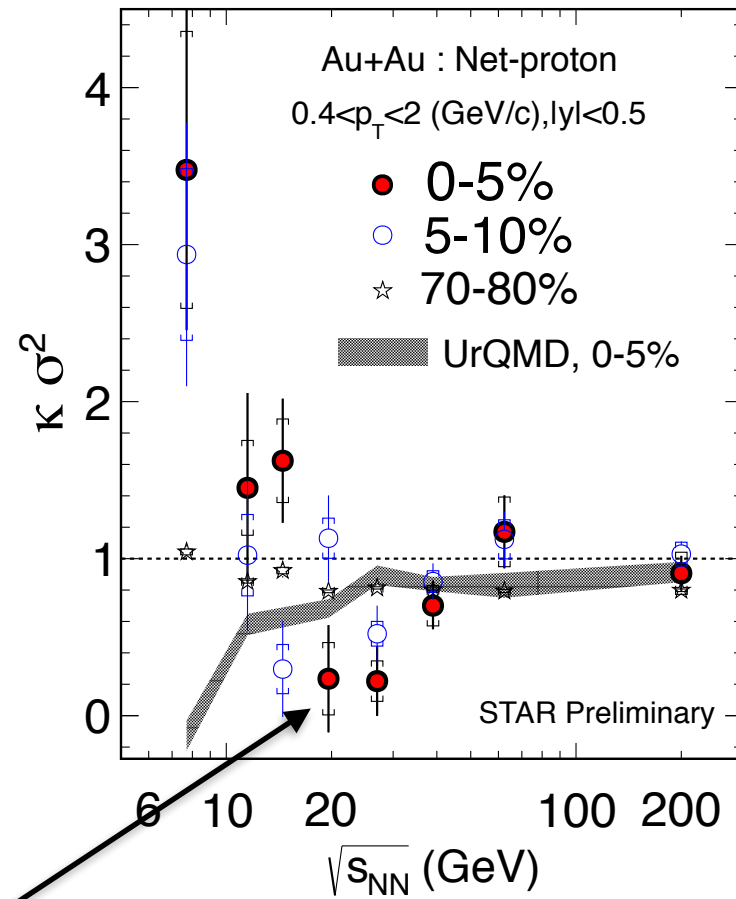 Au+Au : Net-proton
0.4<p_T<2 (GeV/c),|y|<0.5
0-5%
5-10%
70-80%
UrQMD, 0-5%
STAR Preliminary
κ σ²
4
3
2
1
0
6 10 20 100 200
√s_NN (GeV)